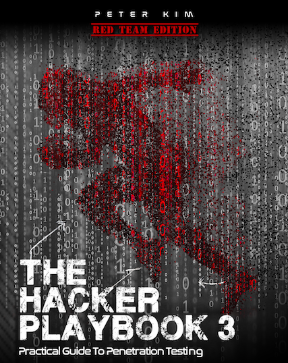 PETER KIM
RED TEAM EDITION
THE
HACKER
PLAYBOOK 3
Practical Guide To Penetration Testing